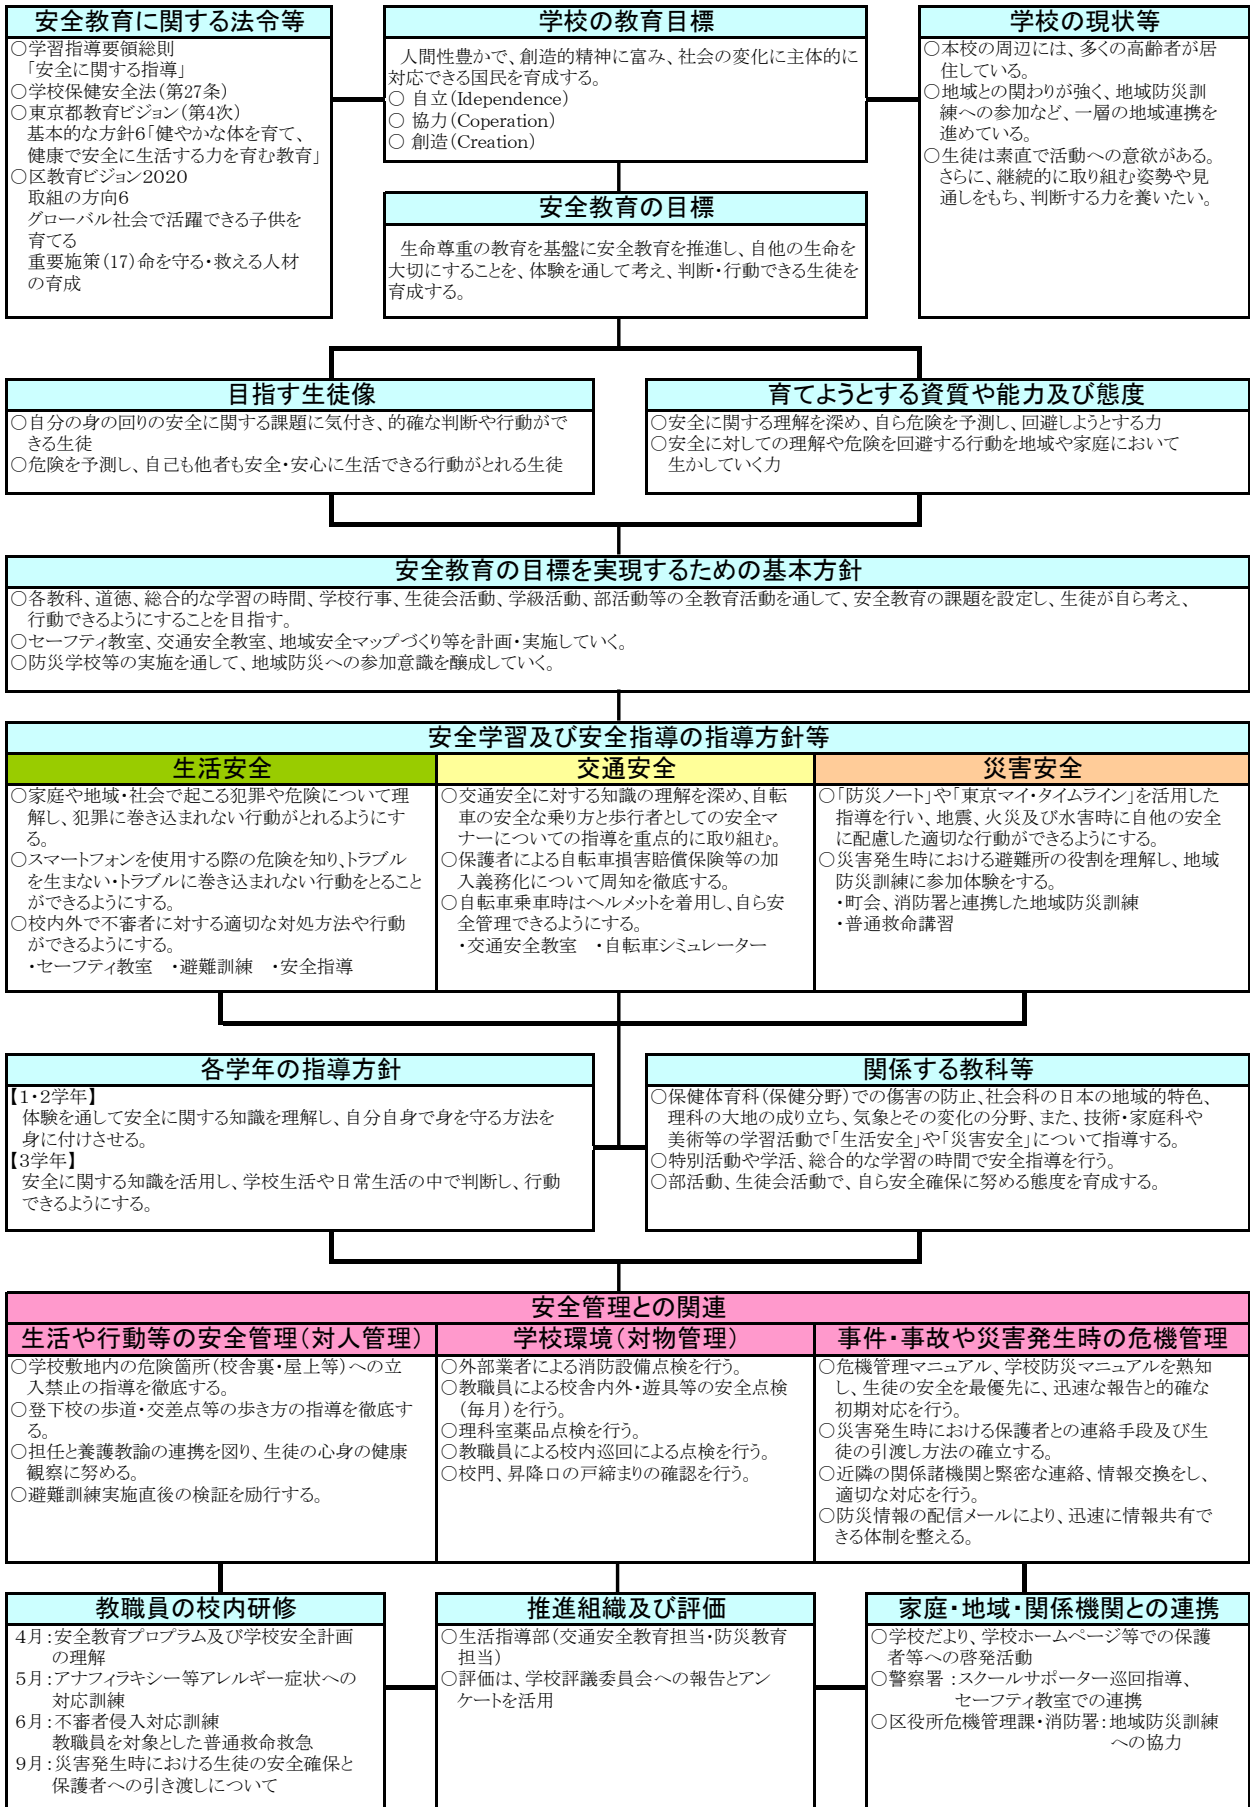 安全教育に関する法令等
○学習指導要領総則
「安全に関する指導」
○学校保健安全法(第27条)
○東京都教育ビジョン(第4次)
基本的な方針6「健やかな体を育て、
健康で安全に生活する力を育む教育」
○区教育ビジョン2020
取組の方向6
グローバル社会で活躍できる子供を
育てる
重要施策(17)命を守る・救える人材
の育成
学校の教育目標
人間性豊かで、創造的精神に富み、社会の変化に主体的に
対応できる国民を育成する。
○ 自立(Idependence)
○ 協力(Coperation)
○ 創造(Creation)
学校の現状等
○本校の周辺には、多くの高齢者が居
住している。
○地域との関わりが強く、地域防災訓
練への参加など、一層の地域連携を
進めている。
○生徒は素直で活動への意欲がある。
さらに、継続的に取り組む姿勢や見
通しをもち、判断する力を養いたい。
安全教育の目標
生命尊重の教育を基盤に安全教育を推進し、自他の生命を
大切にすることを、体験を通して考え、判断・行動できる生徒を
育成する。
目指す生徒像
○自分の身の回りの安全に関する課題に気付き、的確な判断や行動がで
きる生徒
○危険を予測し、自己も他者も安全・安心に生活できる行動がとれる生徒
育てようとする資質や能力及び態度
○安全に関する理解を深め、自ら危険を予測し、回避しようとする力
○安全に対しての理解や危険を回避する行動を地域や家庭において
生かしていく力
安全教育の目標を実現するための基本方針
○各教科、道徳、総合的な学習の時間、学校行事、生徒会活動、学級活動、部活動等の全教育活動を通して、安全教育の課題を設定し、生徒が自ら考え、
行動できるようにすることを目指す。
○セーフティ教室、交通安全教室、地域安全マップづくり等を計画・実施していく。
○防災学校等の実施を通して、地域防災への参加意識を醸成していく。
安全学習及び安全指導の指導方針等
生活安全
○家庭や地域・社会で起こる犯罪や危険について理
解し、犯罪に巻き込まれない行動がとれるようにす
る。
○スマートフォンを使用する際の危険を知り、トラブル
を生まない・トラブルに巻き込まれない行動をとること
ができるようにする。
○校内外で不審者に対する適切な対処方法や行動
ができるようにする。
・セーフティ教室 ・避難訓練 ・安全指導
交通安全
○交通安全に対する知識の理解を深め、自転
車の安全な乗り方と歩行者としての安全マ
ナーについての指導を重点的に取り組む。
○保護者による自転車損害賠償保険等の加
入義務化について周知を徹底する。
○自転車乗車時はヘルメットを着用し、自ら安
全管理できるようにする。
・交通安全教室 ・自転車シミュレーター
災害安全
○「防災ノート」や「東京マイ・タイムライン」を活用した
指導を行い、地震、火災及び水害時に自他の安全
に配慮した適切な行動ができるようにする。
○災害発生時における避難所の役割を理解し、地域
防災訓練に参加体験をする。
・町会、消防署と連携した地域防災訓練
・普通救命講習
各学年の指導方針
【1・2学年】
体験を通して安全に関する知識を理解し、自分自身で身を守る方法を
身に付けさせる。
【3学年】
安全に関する知識を活用し、学校生活や日常生活の中で判断し、行動
できるようにする。
関係する教科等
○保健体育科(保健分野)での傷害の防止、社会科の日本の地域的特色、
理科の大地の成り立ち、気象とその変化の分野、また、技術・家庭科や
美術等の学習活動で「生活安全」や「災害安全」について指導する。
○特別活動や学活、総合的な学習の時間で安全指導を行う。
○部活動、生徒会活動で、自ら安全確保に努める態度を育成する。
安全管理との関連
生活や行動等の安全管理(対人管理)
○学校敷地内の危険箇所(校舎裏・屋上等)への立
入禁止の指導を徹底する。
○登下校の歩道・交差点等の歩き方の指導を徹底す
る。
○担任と養護教諭の連携を図り、生徒の心身の健康
観察に努める。
○避難訓練実施直後の検証を励行する。
学校環境(対物管理)
○外部業者による消防設備点検を行う。
○教職員による校舎内外・遊具等の安全点検
(毎月)を行う。
○理科室薬品点検を行う。
○教職員による校内巡回による点検を行う。
○校門、昇降口の戸締まりの確認を行う。
事件・事故や災害発生時の危機管理
○危機管理マニュアル、学校防災マニュアルを熟知
し、生徒の安全を最優先に、迅速な報告と的確な
初期対応を行う。
○災害発生時における保護者との連絡手段及び生
徒の引渡し方法の確立する。
○近隣の関係諸機関と緊密な連絡、情報交換をし、
適切な対応を行う。
○防災情報の配信メールにより、迅速に情報共有で
きる体制を整える。
教職員の校内研修
4月:安全教育プロプラム及び学校安全計画
の理解
5月:アナフィラキシー等アレルギー症状への
対応訓練
6月:不審者侵入対応訓練
教職員を対象とした普通救命救急
9月:災害発生時における生徒の安全確保と
保護者への引き渡しについて
推進組織及び評価
○生活指導部(交通安全教育担当・防災教育
担当)
○評価は、学校評議委員会への報告とアン
ケートを活用
家庭・地域・関係機関との連携
○学校だより、学校ホームページ等での保護
者等への啓発活動
○警察署:スクールサポーター巡回指導、
セーフティ教室での連携
○区役所危機管理課・消防署:地域防災訓練
への協力